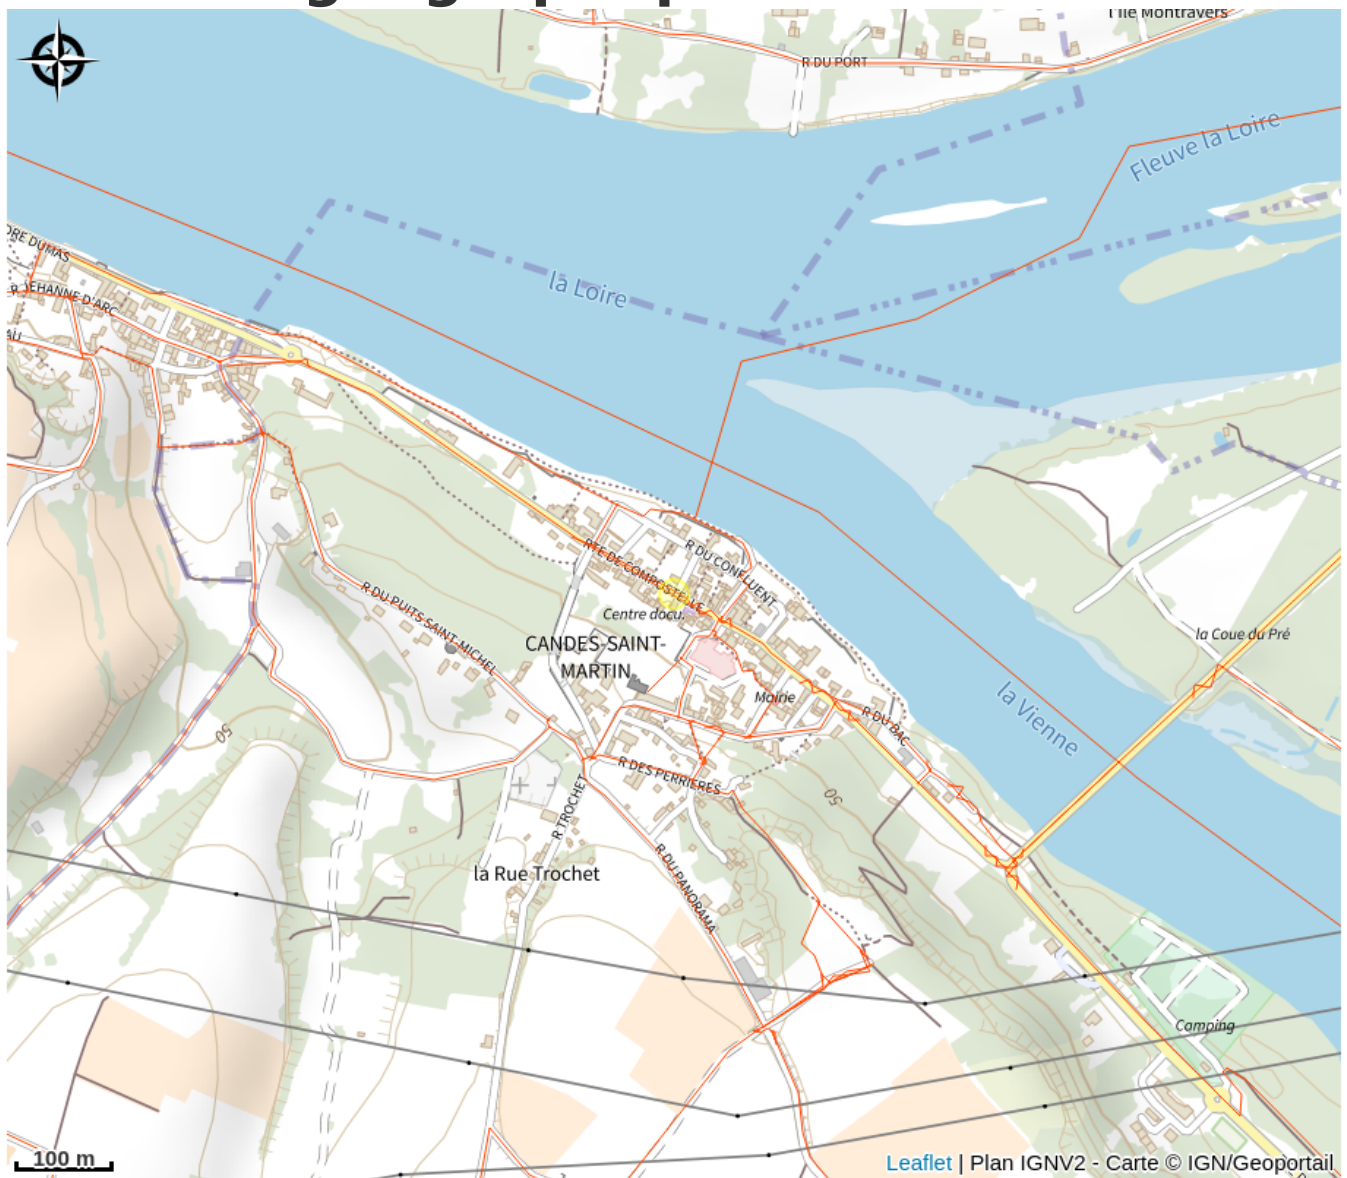 l'Ile Montravers
R DU PORT
Fleuve la Loire
la Loire
DRE DUMAS
JEHANNE D'ARC
R DU CONFLUENT
RTE DE COMPOSTELLE
Centre docu.
CANDES-SAINT-
MARTIN
R DU PUITS SAINT-MICHEL
la Coue du Pré
Mairie
la Vienne
R DU BAC
50
R DES PERRIERES
50
R TROCHET
la Rue Trochet
R DU PANORAMA
Camping
100 m
Leaflet | Plan IGNV2 - Carte © IGN/Geoportail